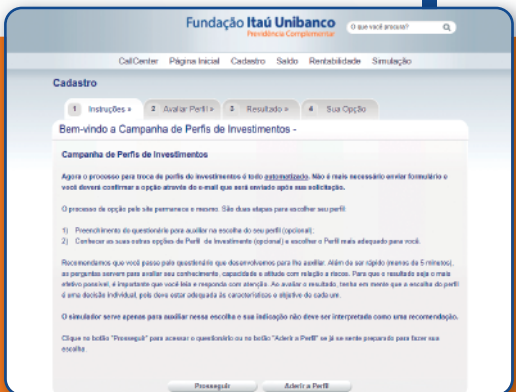 Fundação Itaú Unibanco
Previdência Complementar
O que você procura?
CallCenter Página Inicial Cadastro Saldo Rentabilidade Simulação
Cadastro
1 Instruções » 2 Avaliar Perfil » 3 Resultado » 4 Sua Opção
Bem-vindo a Campanha de Perfis de Investimentos -
Campanha de Perfis de Investimentos
Agora o processo para troca de perfis de investimentos é todo automatizado. Não é mais necessário enviar formulário e
você deverá confirmar a opção através do e-mail que será enviado após sua solicitação.
O processo de opção pelo site permanece o mesmo. São duas etapas para escolher seu perfil:
1) Preenchimento do questionário para auxiliar na escolha do seu perfil (opcional);
2) Conhecer as suas outras opções de Perfil de Investimento (opcional) e escolher o Perfil mais adequado para você.
Recomendamos que você passe pelo questionário que desenvolvemos para lhe auxiliar. Além de ser rápido (menos de 5 minutos),
as perguntas servem para avaliar seu conhecimento, capacidade e atitude com relação a riscos. Para que o resultado seja o mais
efetivo possível, é importante que você leia e responda com atenção. Ao avaliar o resultado, tenha em mente que a escolha do perfil
é uma decisão individual, pois deve estar adequada às características e objetivo de cada um.
O simulador serve apenas para auxiliar nessa escolha e sua indicação não deve ser interpretada como uma recomendação.
Clique no botão "Prosseguir" para acessar o questionário ou no botão "Aderir a Perfil" se já se sente preparado para fazer sua
escolha.
Prosseguir Aderir a Perfil